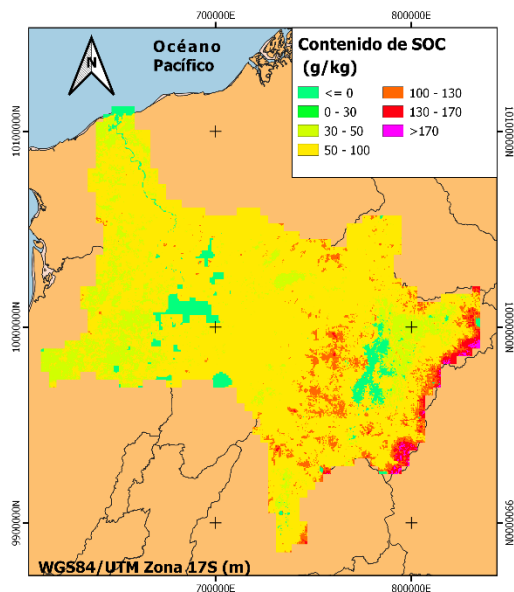 700000E 800000E
Océano
Pacífico
N
Contenido de SOC
(g/kg)
<= 0
0 - 30
30 - 50
50 - 100
100 - 130
130 - 170
>170
10100000N 10100000N
10000000N 10000000N
9900000N 9900000N
WGS84/UTM Zona 17S (m)
700000E 800000E